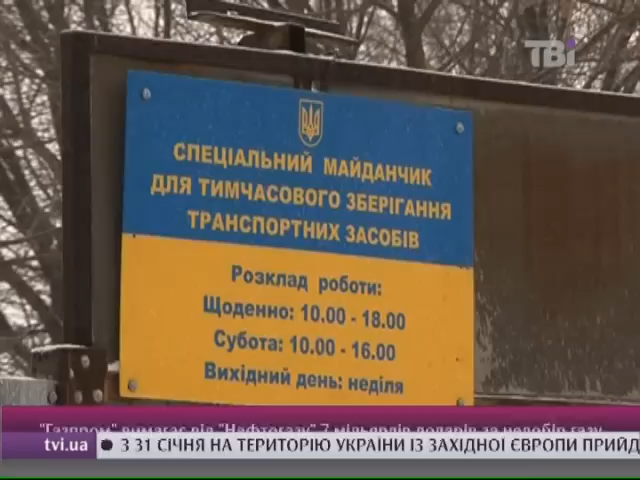 ТВі
СПЕЦІАЛЬНИЙ МАЙДАНЧИК
ДЛЯ ТИМЧАСОВОГО ЗБЕРІГАННЯ
ТРАНСПОРТНИХ ЗАСОБІВ
Розклад роботи:
Щоденно: 10.00 - 18.00
Субота: 10.00 - 16.00
Вихідний день: неділя
"Газпром" вимагає від "Нафтогазу" 7 мільярдів доларів за недобір газу
tvi.ua ● З 31 СІЧНЯ НА ТЕРИТОРІЮ УКРАЇНИ ІЗ ЗАХІДНОЇ ЄВРОПИ ПРИЙД